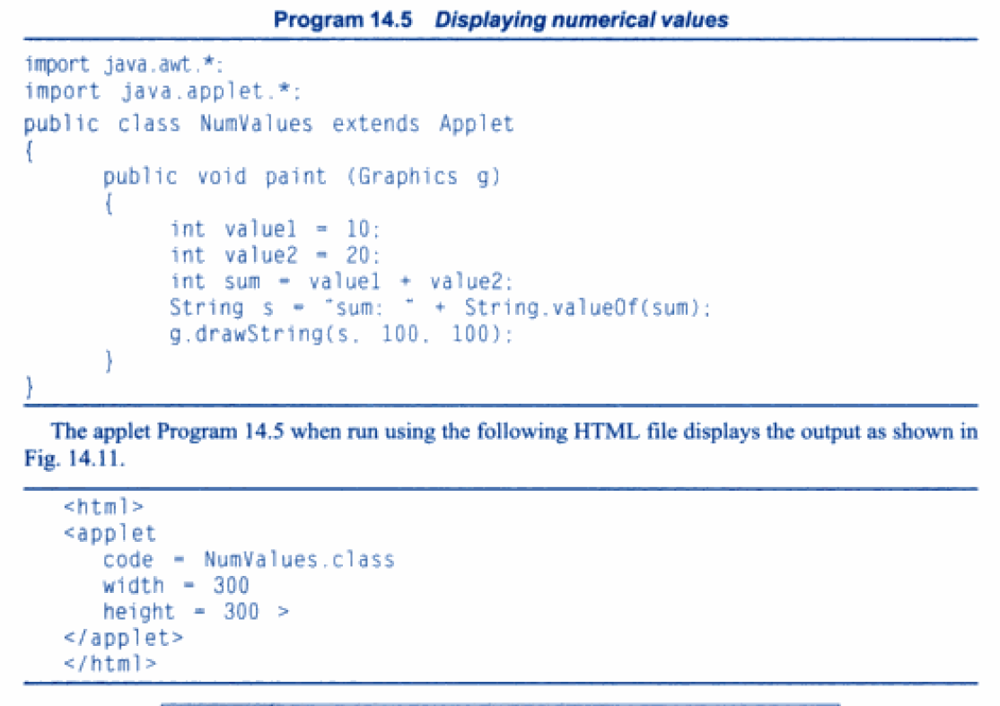 Program 14.5 Displaying numerical values
import java.awt.*;
import java.applet.*;
public class NumValues extends Applet
{
public void paint (Graphics g)
{
int value1 = 10;
int value2 = 20;
int sum = value1 + value2;
String s = "sum: " + String.valueOf(sum);
g.drawString(s, 100, 100);
}
}
The applet Program 14.5 when run using the following HTML file displays the output as shown in
Fig. 14.11.
<html>
<applet
code = NumValues.class
width = 300
height = 300 >
</applet>
</html>